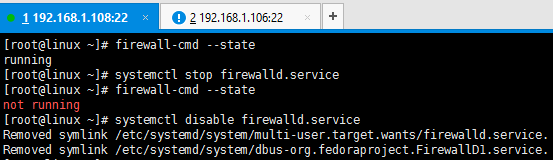 1 192.168.1.108:22
2 192.168.1.106:22
+
[root@linux ~]# firewall-cmd --state
running
[root@linux ~]# systemctl stop firewalld.service
[root@linux ~]# firewall-cmd --state
not running
[root@linux ~]# systemctl disable firewalld.service
Removed symlink /etc/systemd/system/multi-user.target.wants/firewalld.service.
Removed symlink /etc/systemd/system/dbus-org.fedoraproject.FirewallD1.service.